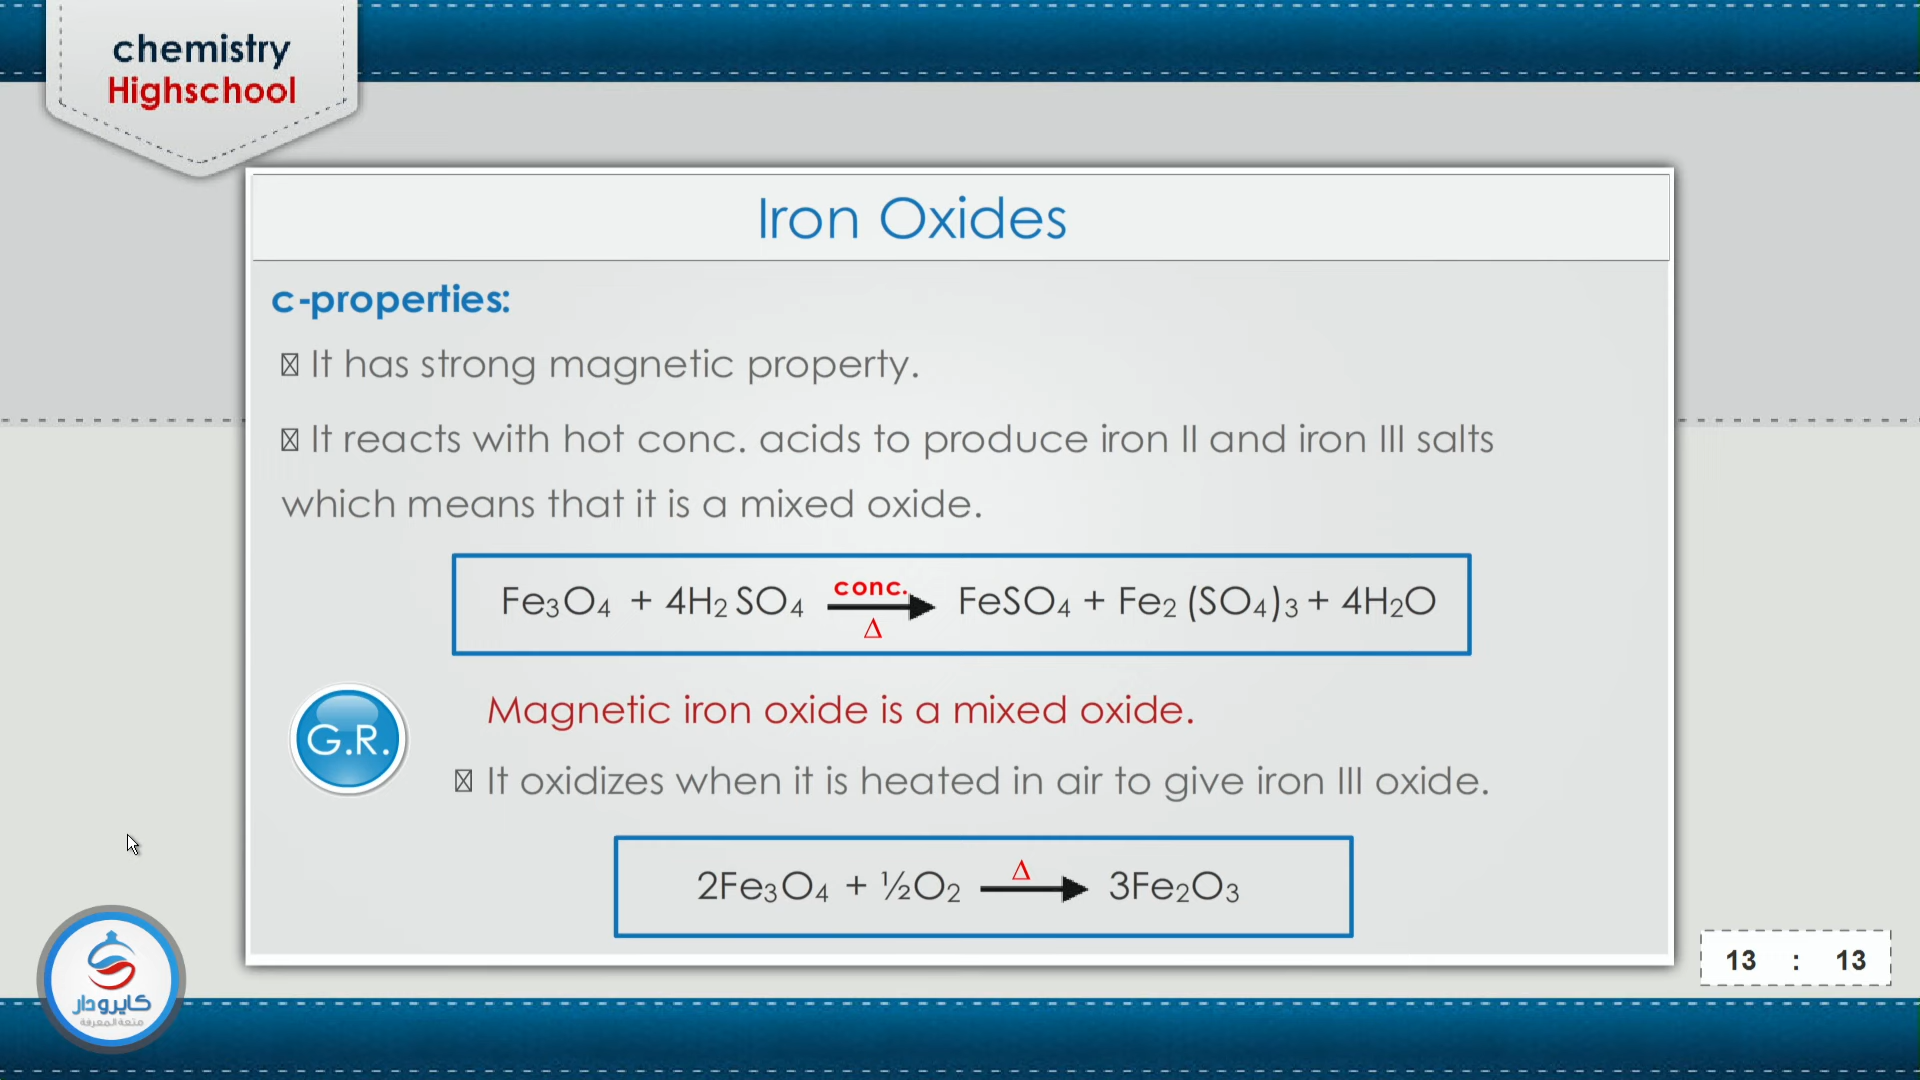 chemistry
Highschool
Iron Oxides
c-properties:
It has strong magnetic property.
It reacts with hot conc. acids to produce iron II and iron III salts
which means that it is a mixed oxide.
Fe₃O₄ + 4H₂SO₄ conc. Δ → FeSO₄ + Fe₂(SO₄)₃ + 4H₂O
G.R.
Magnetic iron oxide is a mixed oxide.
It oxidizes when it is heated in air to give iron III oxide.
2Fe₃O₄ + ½O₂ Δ → 3Fe₂O₃
13 : 13
كايرودار
متعة المعرفة